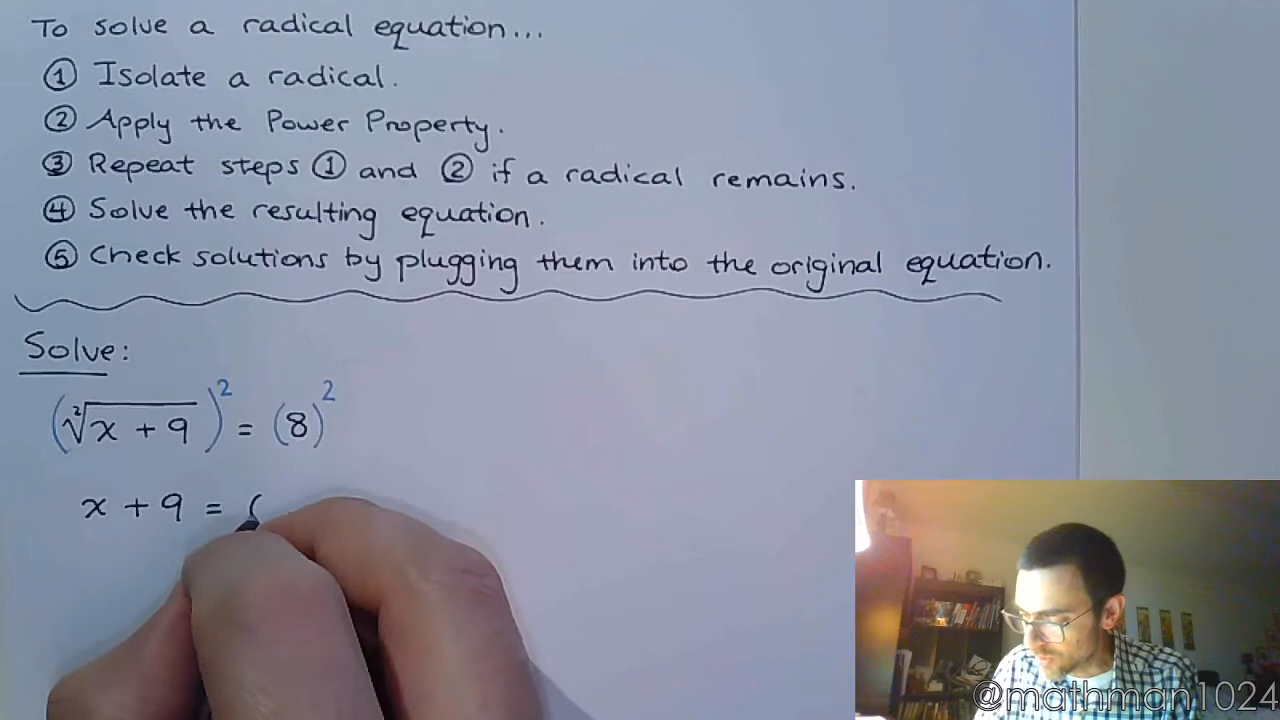 To solve a radical equation...
① Isolate a radical.
② Apply the Power Property.
③ Repeat steps ① and ② if a radical remains.
④ Solve the resulting equation.
⑤ Check solutions by plugging them into the original equation.
Solve:
(²√x + 9)² = (8)²
x + 9 =
@mathman1024